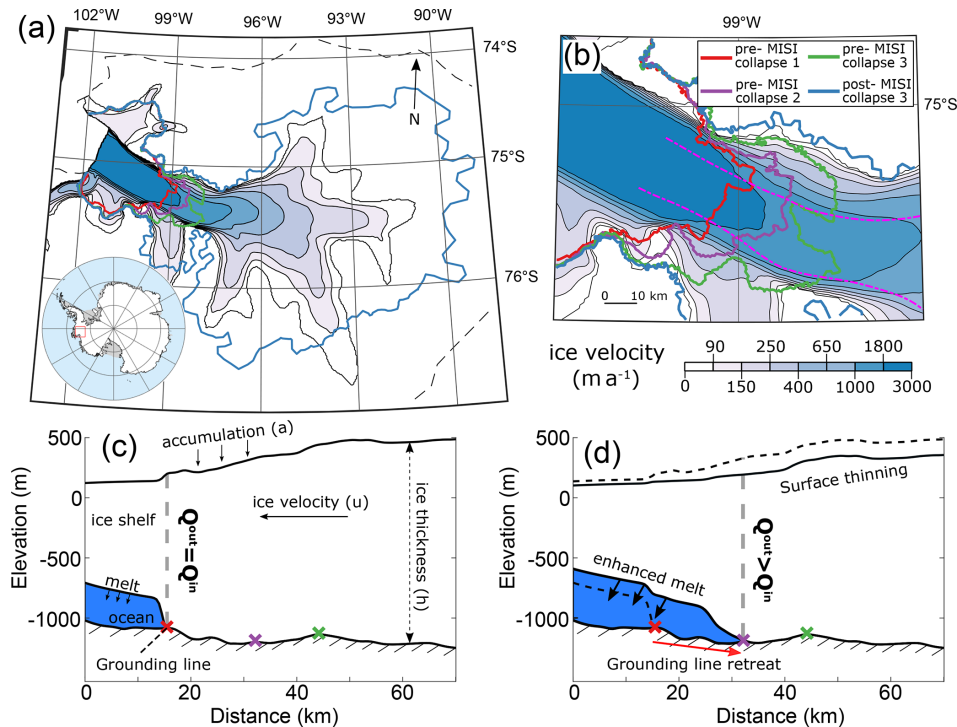 (a)
102°W
99°W
96°W
93°W
90°W
74°S
75°S
76°S
N
(b)
99°W
75°S
pre- MISI collapse 1
pre- MISI collapse 3
pre- MISI collapse 2
post- MISI collapse 3
0 10 km
ice velocity
(m a⁻¹)
90 250 650 1800
0 150 400 1000 3000
(c)
Elevation (m)
500
0
-500
-1000
accumulation (a)
ice velocity (u)
ice thickness (h)
ice shelf
Qout=Qin
melt
ocean
Grounding line
0 20 40 60
Distance (km)
(d)
Elevation (m)
500
0
-500
-1000
Surface thinning
Qout>Qin
enhanced melt
Grounding line retreat
0 20 40 60
Distance (km)